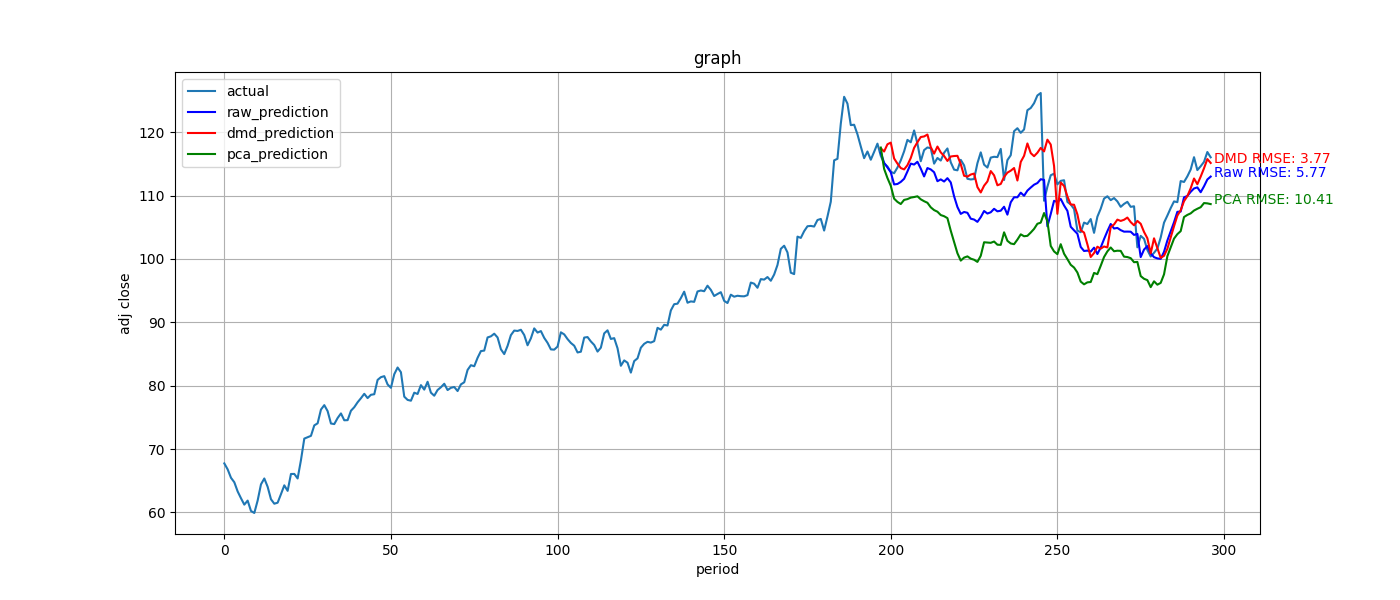 graph
actual
raw_prediction
dmd_prediction
pca_prediction
DMD RMSE: 3.77
Raw RMSE: 5.77
PCA RMSE: 10.41
adj close
120
110
100
90
80
70
60
0 50 100 150 200 250 300
period